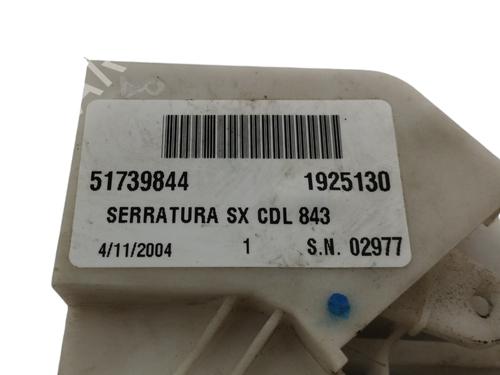 51739844 1925130
SERRATURA SX CDL 843
4/11/2004 1 S.N. 02977